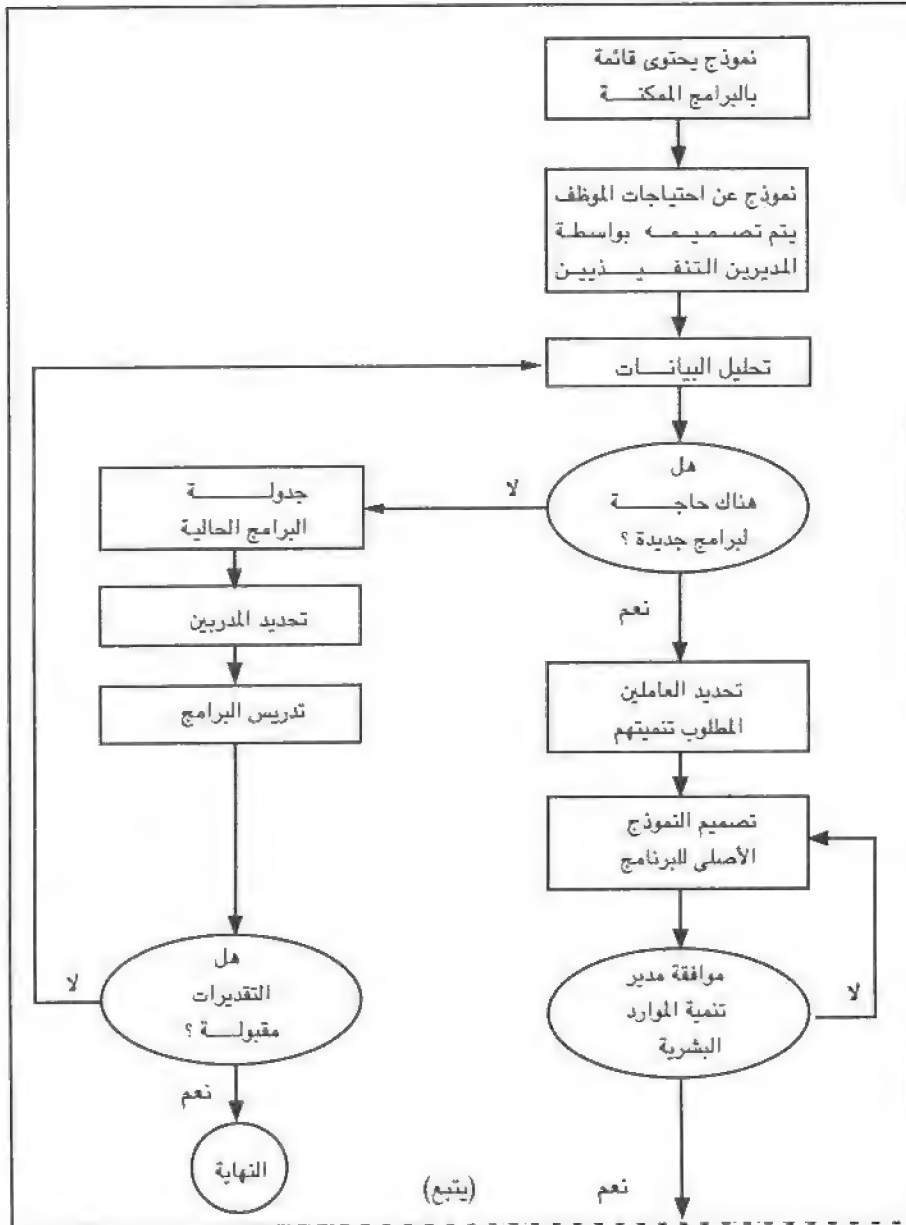 نموذج يحتوى قائمة
بالبرامج الممكنة
نموذج عن احتياجات الموظف
يتم تصميمه بواسطة
المديرين التنفيذيين
تحليل البيانات
هل
هناك حاجة
لبرامج جديدة ؟
لا
جدولة
البرامج الحالية
تحديد المدربين
تدريس البرامج
نعم
تحديد العاملين
المطلوب تنميتهم
تصميم النموذج
الأصلى للبرنامج
موافقة مدير
تنمية الموارد
البشرية
لا
هل
التقديرات
مقبولة ؟
لا
نعم
النهاية
نعم
(يتبع)